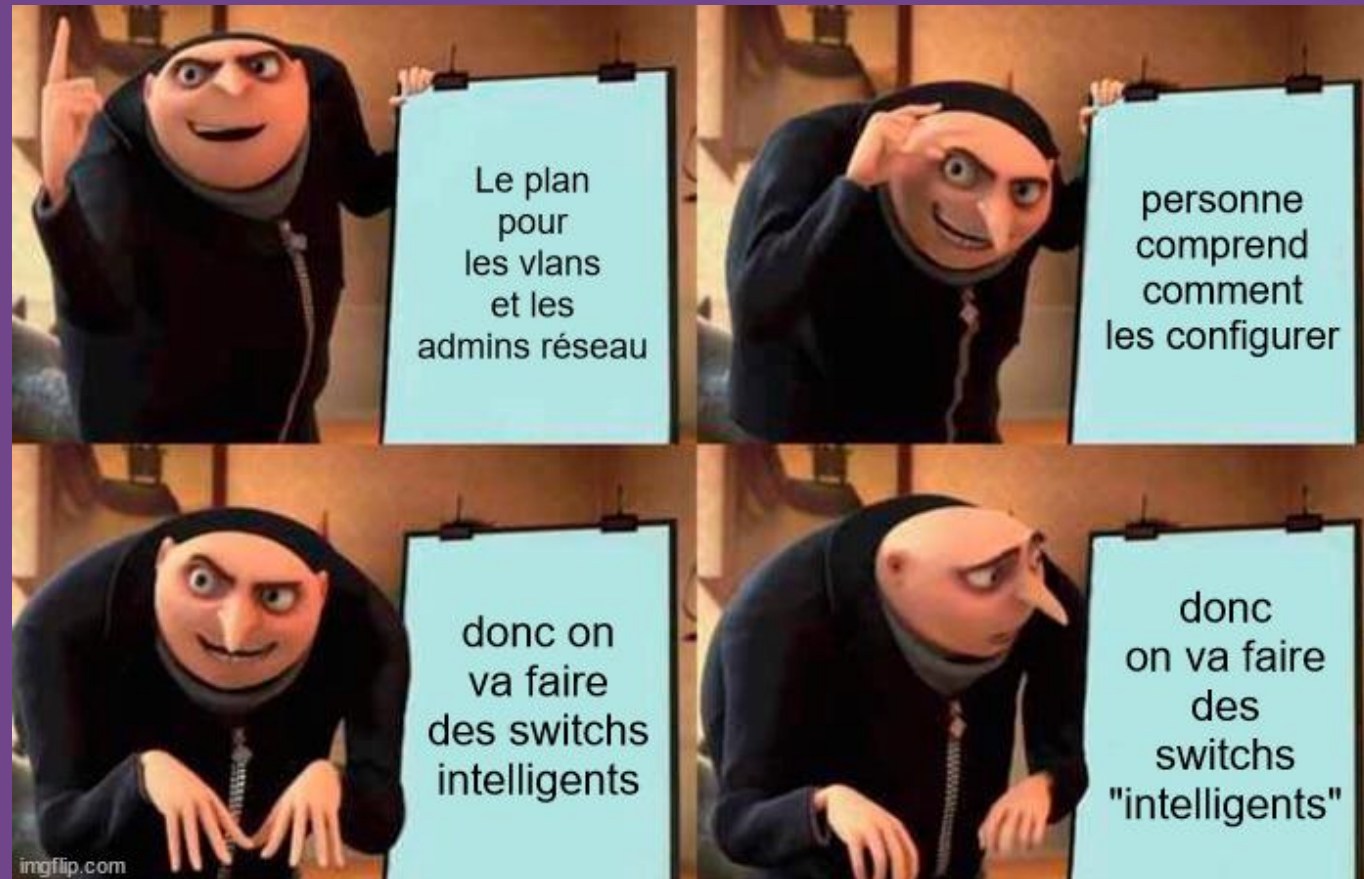 Le plan
pour
les vlans
et les
admins réseau
personne
comprend
comment
les configurer
donc on
va faire
des switchs
intelligents
donc
on va faire
des
switchs
"intelligents"
imgflip.com